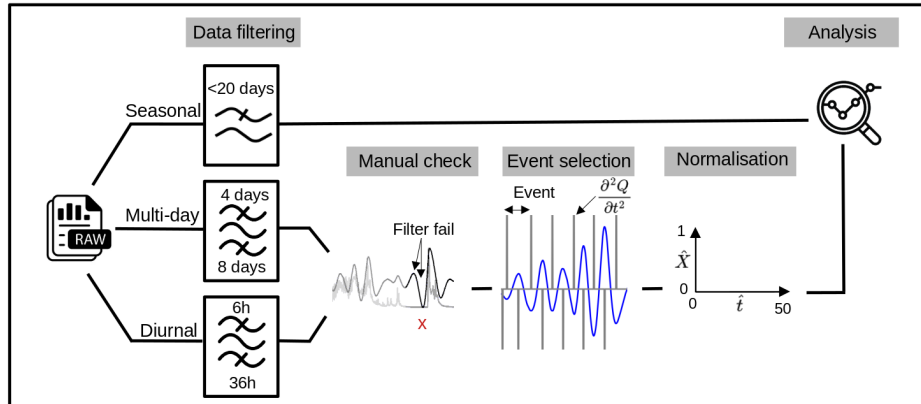 Data filtering
Analysis
<20 days
Seasonal
Manual check
Event selection
Normalisation
4 days
Multi-day
8 days
RAW
Filter fail
Event
∂²Q
∂t²
1
X̂
0
0
t̂
50
x
6h
Diurnal
36h